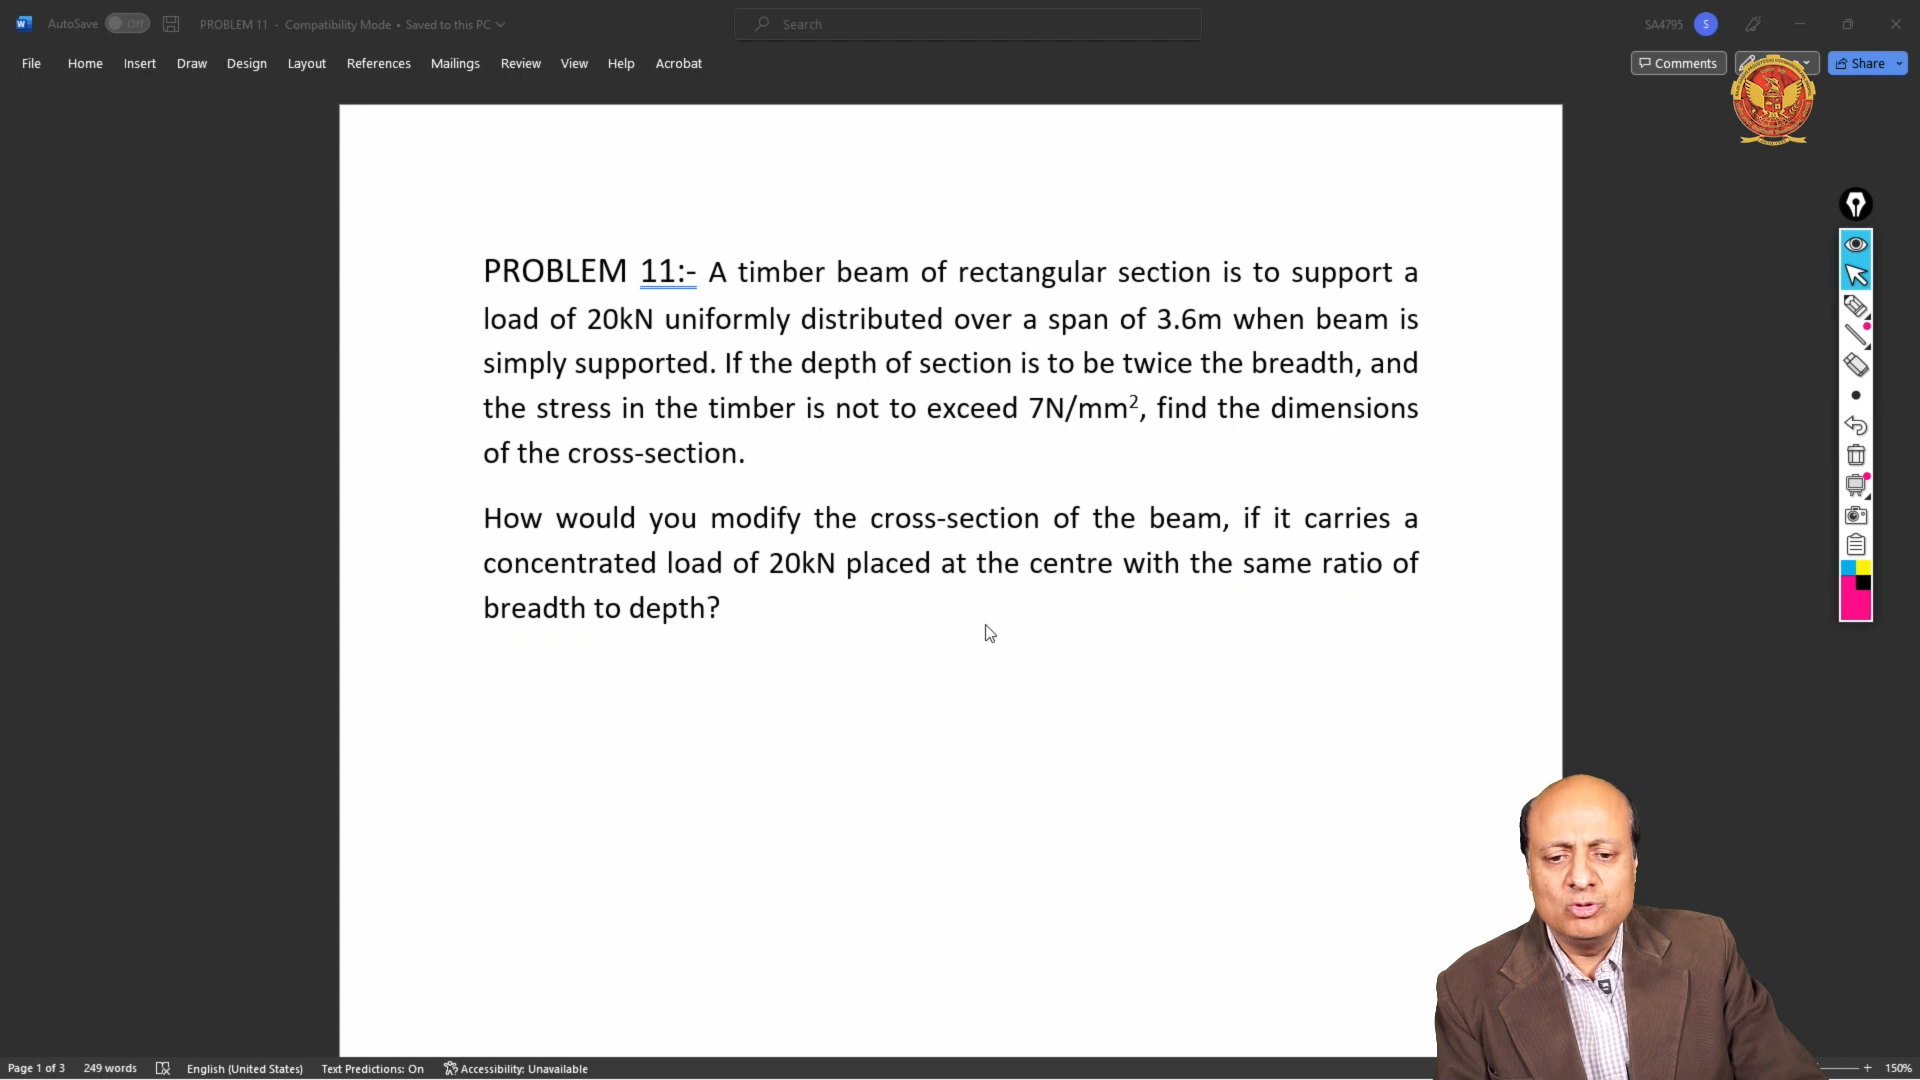 AutoSave Off PROBLEM 11 - Compatibility Mode • Saved to this PC Search SA4795 S
File Home Insert Draw Design Layout References Mailings Review View Help Acrobat Comments Share
PROBLEM 11:- A timber beam of rectangular section is to support a
load of 20kN uniformly distributed over a span of 3.6m when beam is
simply supported. If the depth of section is to be twice the breadth, and
the stress in the timber is not to exceed 7N/mm², find the dimensions
of the cross-section.
How would you modify the cross-section of the beam, if it carries a
concentrated load of 20kN placed at the centre with the same ratio of
breadth to depth?
Page 1 of 3 249 words English (United States) Text Predictions: On Accessibility: Unavailable 150%